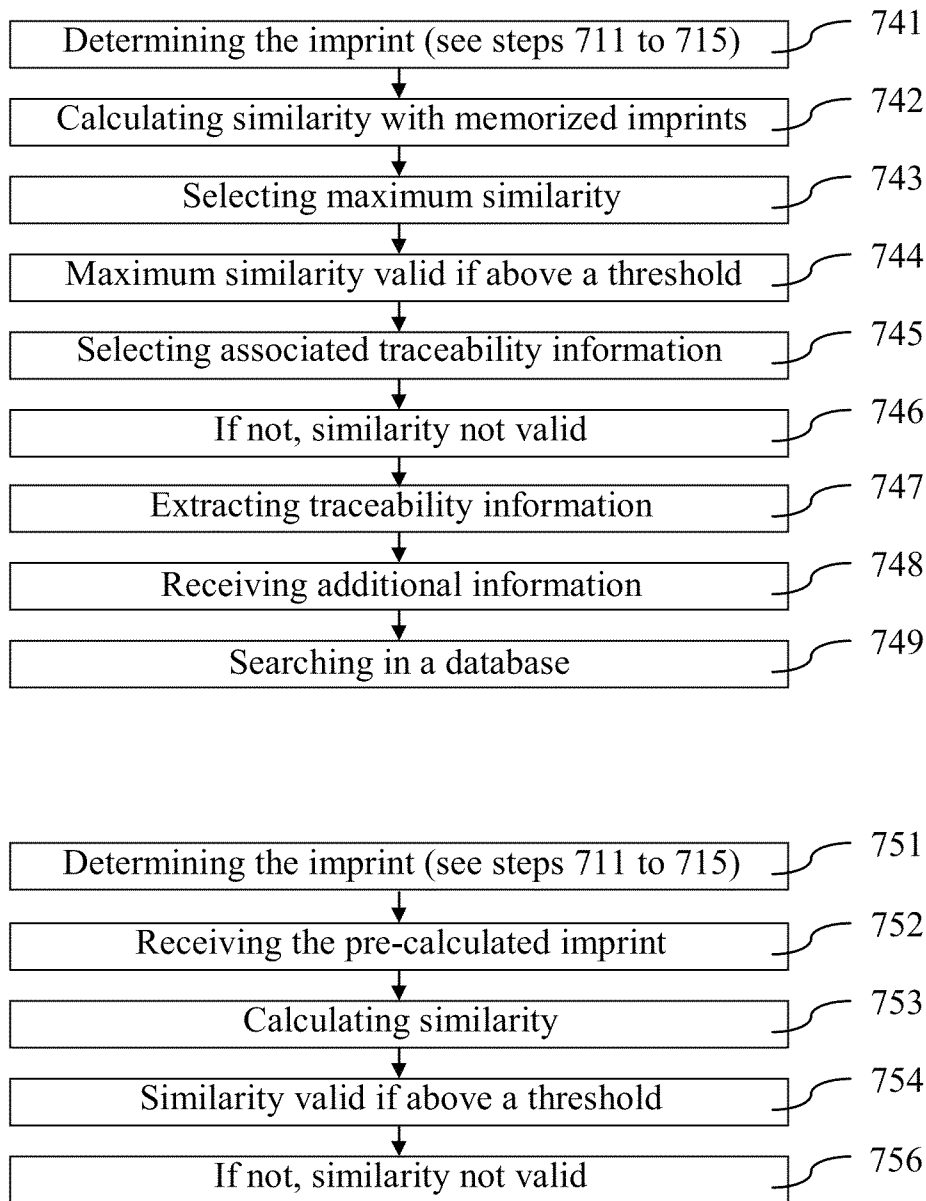 Determining the imprint (see steps 711 to 715) 741
Calculating similarity with memorized imprints 742
Selecting maximum similarity 743
Maximum similarity valid if above a threshold 744
Selecting associated traceability information 745
If not, similarity not valid 746
Extracting traceability information 747
Receiving additional information 748
Searching in a database 749
Determining the imprint (see steps 711 to 715) 751
Receiving the pre-calculated imprint 752
Calculating similarity 753
Similarity valid if above a threshold 754
If not, similarity not valid 756